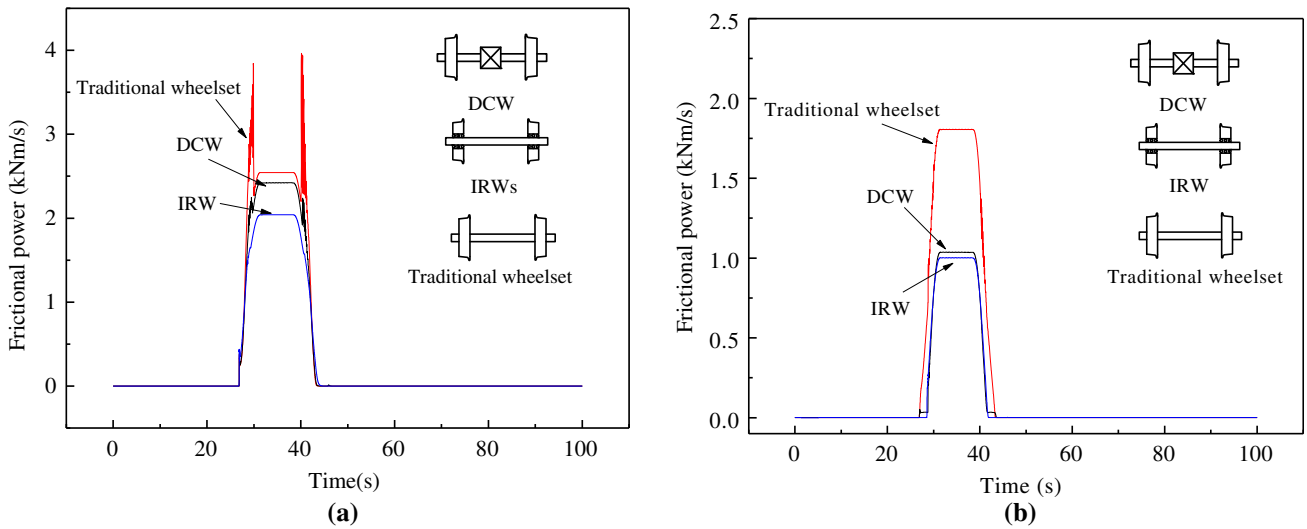 Frictional power (kNm/s)
4
3
2
1
0
Traditional wheelset
DCW
IRW
DCW
IRWs
Traditional wheelset
0 20 40 60 80 100
Time(s)
(a)
Frictional power (kNm/s)
2.5
2.0
1.5
1.0
0.5
0.0
Traditional wheelset
DCW
IRW
DCW
IRW
Traditional wheelset
0 20 40 60 80 100
Time (s)
(b)